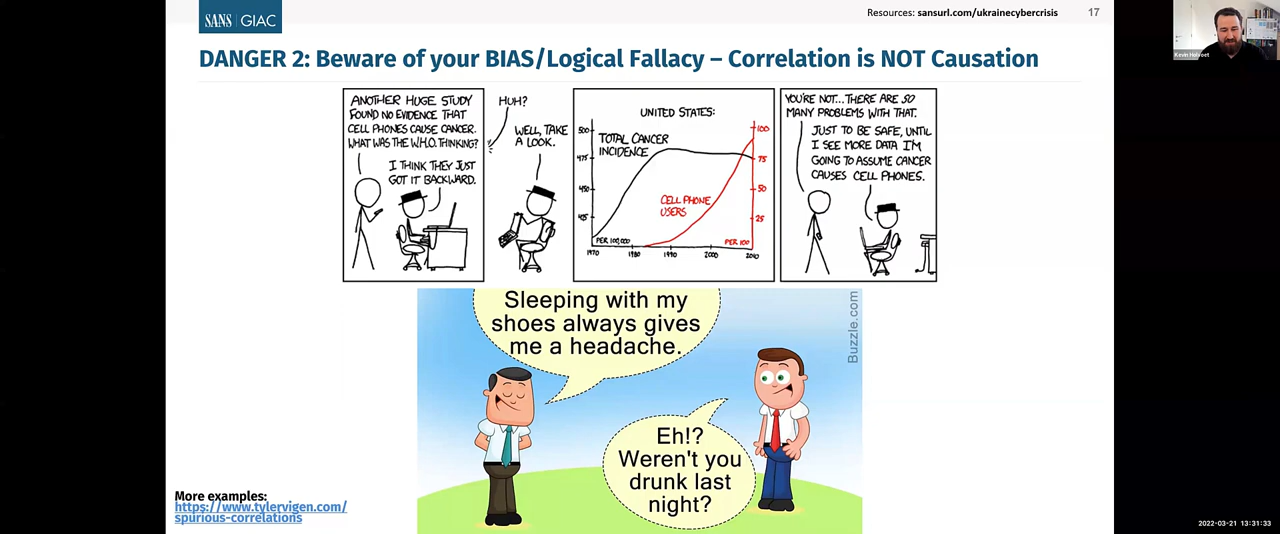 SANS | GIAC
Resources: sansurl.com/ukrainecybercrisis
17
Kevin Holvoet
DANGER 2: Beware of your BIAS/Logical Fallacy – Correlation is NOT Causation
ANOTHER HUGE STUDY
FOUND NO EVIDENCE THAT
CELL PHONES CAUSE CANCER.
WHAT WAS THE W.H.O. THINKING?
I THINK THEY JUST
GOT IT BACKWARD.
HUH?
WELL, TAKE
A LOOK.
UNITED STATES:
500
475
450
425
TOTAL CANCER
INCIDENCE
CELL PHONE
USERS
100
75
50
25
PER 100,000
PER 100
1970
1980
1990
2000
2010
YOU'RE NOT... THERE ARE SO
MANY PROBLEMS WITH THAT.
JUST TO BE SAFE, UNTIL
I SEE MORE DATA I'M
GOING TO ASSUME CANCER
CAUSES CELL PHONES.
Sleeping with my
shoes always gives
me a headache.
Buzzle.com
Eh!?
Weren't you
drunk last
night?
More examples:
https://www.tylervigen.com/
spurious-correlations
2022-03-21 13:31:33